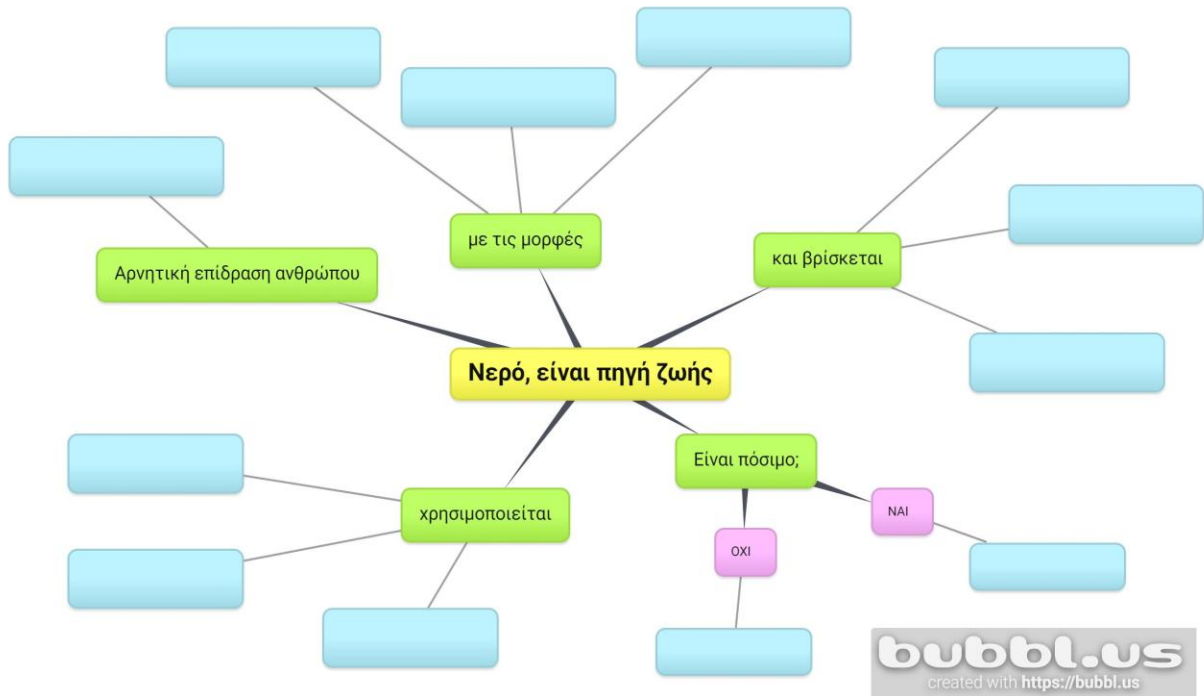 με τις μορφές
και βρίσκεται
Αρνητική επίδραση ανθρώπου
Νερό, είναι πηγή ζωής
Είναι πόσιμο;
χρησιμοποιείται
ΝΑΙ
ΟΧΙ
bubbl.us
created with https://bubbl.us